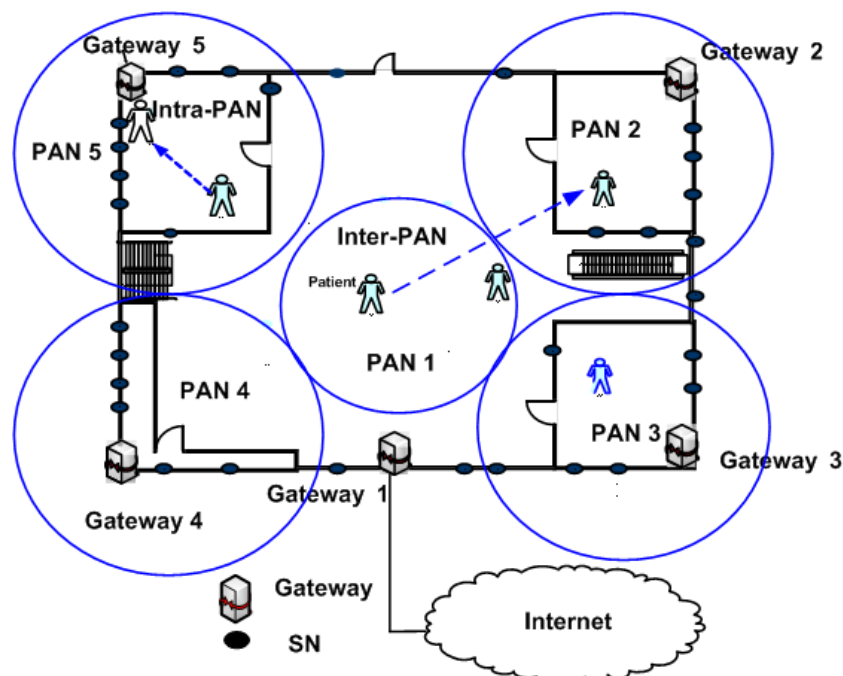 Gateway 5
Gateway 2
Intra-PAN
PAN 2
PAN 5
Inter-PAN
Patient
PAN 1
PAN 4
PAN 3
Gateway 3
Gateway 1
Gateway 4
Gateway
Internet
SN